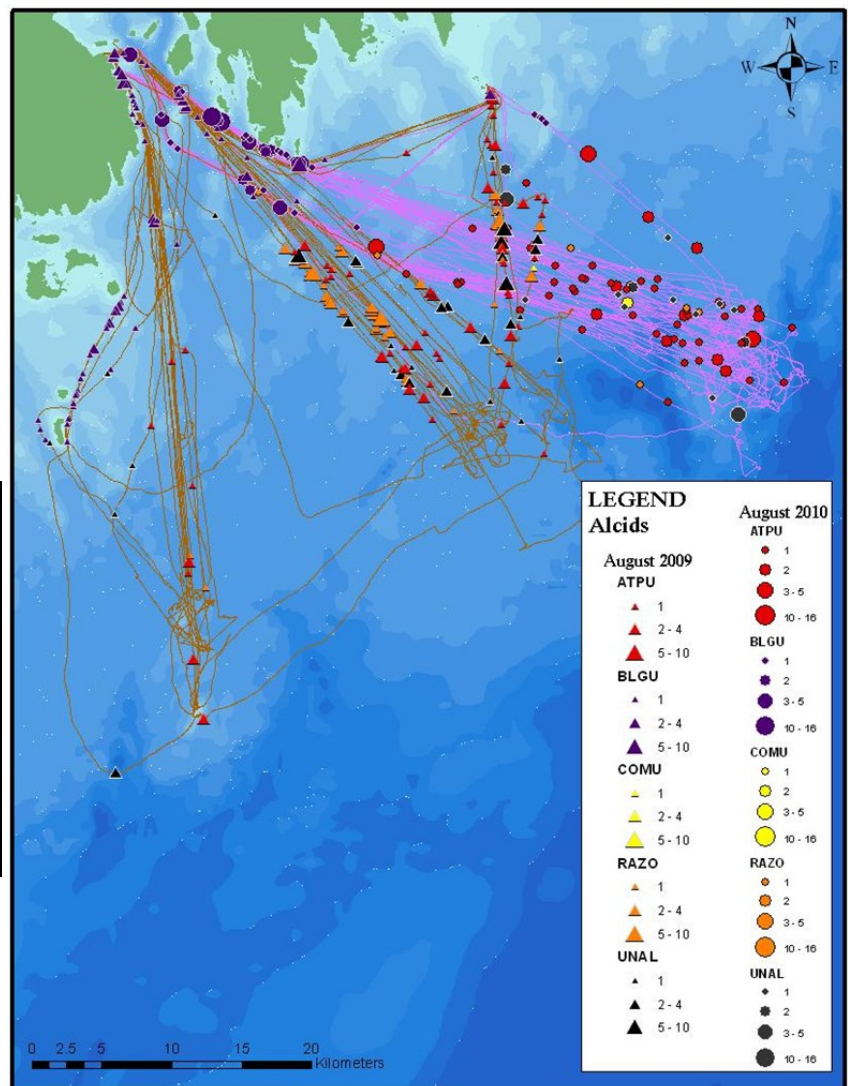 N
W E
S
LEGEND
Alcids
August 2009
ATPU
1
2 - 4
5 - 10
BLGU
1
2 - 4
5 - 10
COMU
1
2 - 4
5 - 10
RAZO
1
2 - 4
5 - 10
UNAL
1
2 - 4
5 - 10
August 2010
ATPU
1
2
3 - 5
10 - 16
BLGU
1
2
3 - 5
10 - 16
COMU
1
2
3 - 5
10 - 16
RAZO
1
2
3 - 5
10 - 16
UNAL
1
2
3 - 5
10 - 16
0 2.5 5 10 15 20
Kilometers